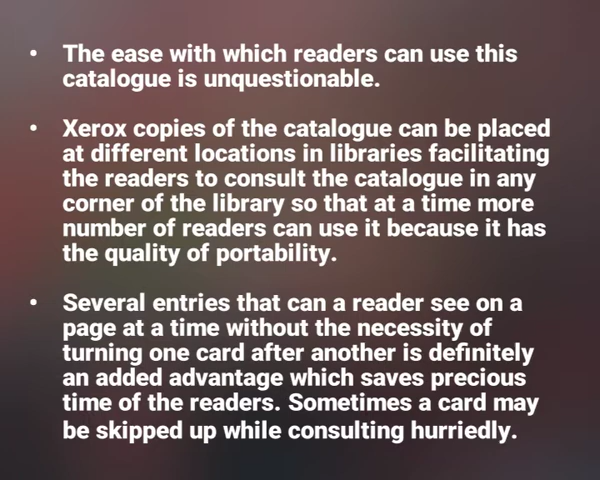 • The ease with which readers can use this
catalogue is unquestionable.
• Xerox copies of the catalogue can be placed
at different locations in libraries facilitating
the readers to consult the catalogue in any
corner of the library so that at a time more
number of readers can use it because it has
the quality of portability.
• Several entries that can a reader see on a
page at a time without the necessity of
turning one card after another is definitely
an added advantage which saves precious
time of the readers. Sometimes a card may
be skipped up while consulting hurriedly.